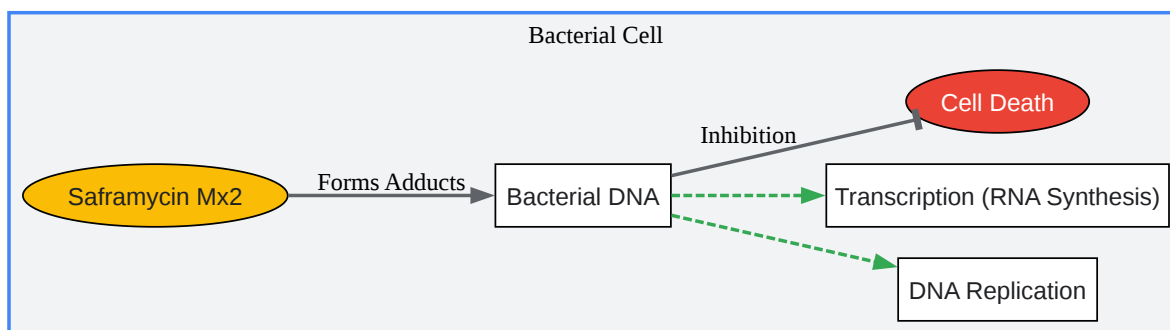 Bacterial Cell
Cell Death
Inhibition
Forms Adducts
Saframycin Mx2
Bacterial DNA
Transcription (RNA Synthesis)
DNA Replication